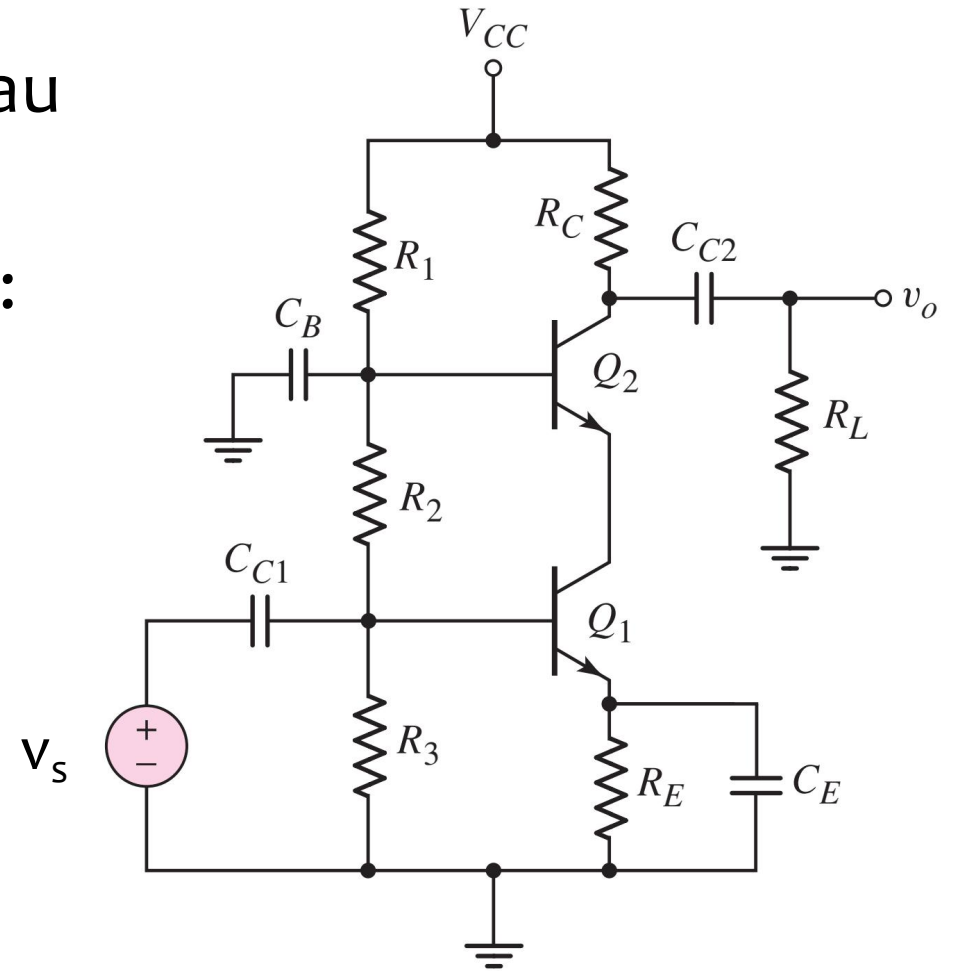 au
:
V_CC
R_C
C_C2
R_1
v_o
C_B
Q_2
R_L
R_2
C_C1
Q_1
+
−
v_s
R_3
R_E
C_E